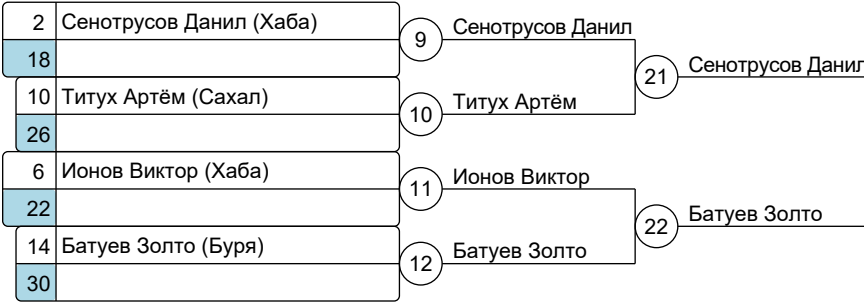 2 Сенотрусов Данил (Хаба)
9 Сенотрусов Данил
18
21 Сенотрусов Данил
10 Титух Артём (Сахал)
10 Титух Артём
26
6 Ионов Виктор (Хаба)
11 Ионов Виктор
22
22 Батуев Золто
14 Батуев Золто (Буря)
12 Батуев Золто
30